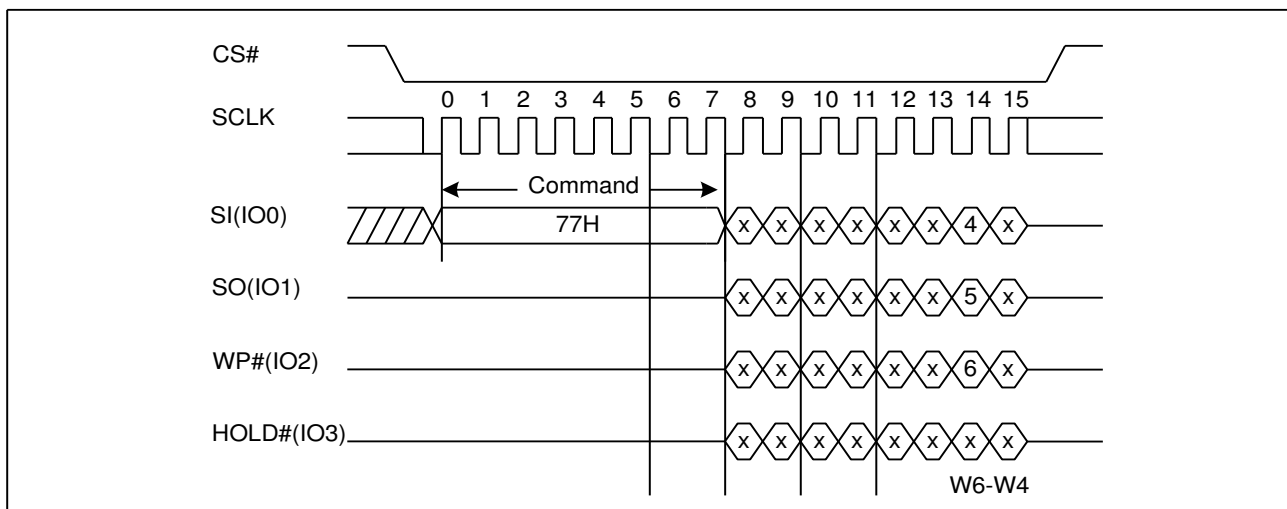 CS#
0 1 2 3 4 5 6 7 8 9 10 11 12 13 14 15
SCLK
Command
SI(IO0) 77H x x x x x x 4 x
SO(IO1) x x x x x x 5 x
WP#(IO2) x x x x x x 6 x
HOLD#(IO3) x x x x x x x x
W6-W4